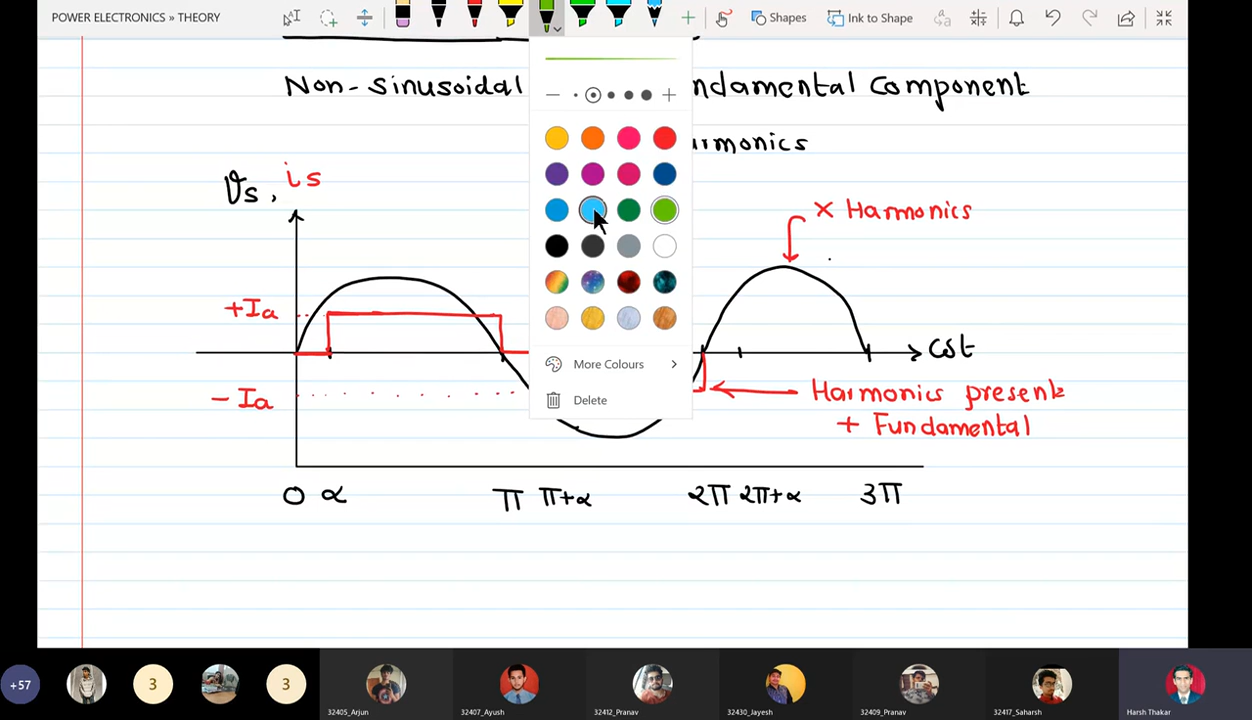 POWER ELECTRONICS » THEORY
Shapes
Ink to Shape
Non-sinusoidal
ndamental Component
rmonics
Vs, is
× Harmonics
+Ia
ωt
- Ia
Harmonics present
+ Fundamental
More Colours
Delete
0 α π π+α 2π 2π+α 3π
+57
3
3
32405_Arjun
32407_Ayush
32412_Pranav
32430_Jayesh
32409_Pranav
32417_Saharsh
Harsh Thakar